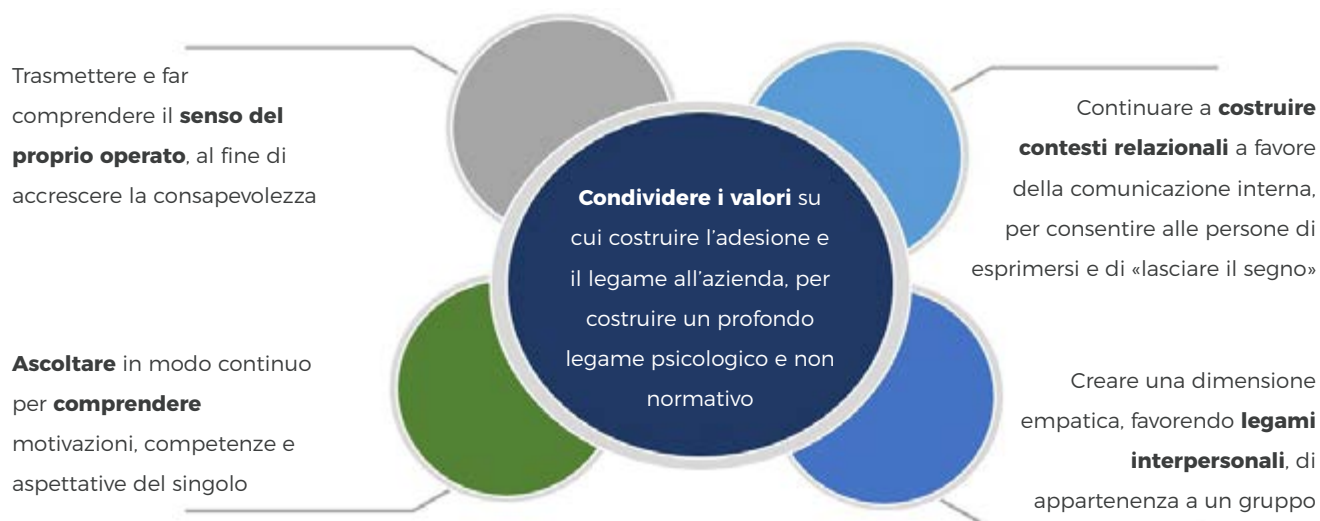 Trasmettere e far
comprendere il senso del
proprio operato, al fine di
accrescere la consapevolezza
Ascoltare in modo continuo
per comprendere
motivazioni, competenze e
aspettative del singolo
Condividere i valori su
cui costruire l'adesione e
il legame all'azienda, per
costruire un profondo
legame psicologico e non
normativo
Continuare a costruire
contesti relazionali a favore
della comunicazione interna,
per consentire alle persone di
esprimersi e di «lasciare il segno»
Creare una dimensione
empatica, favorendo legami
interpersonali, di
appartenenza a un gruppo